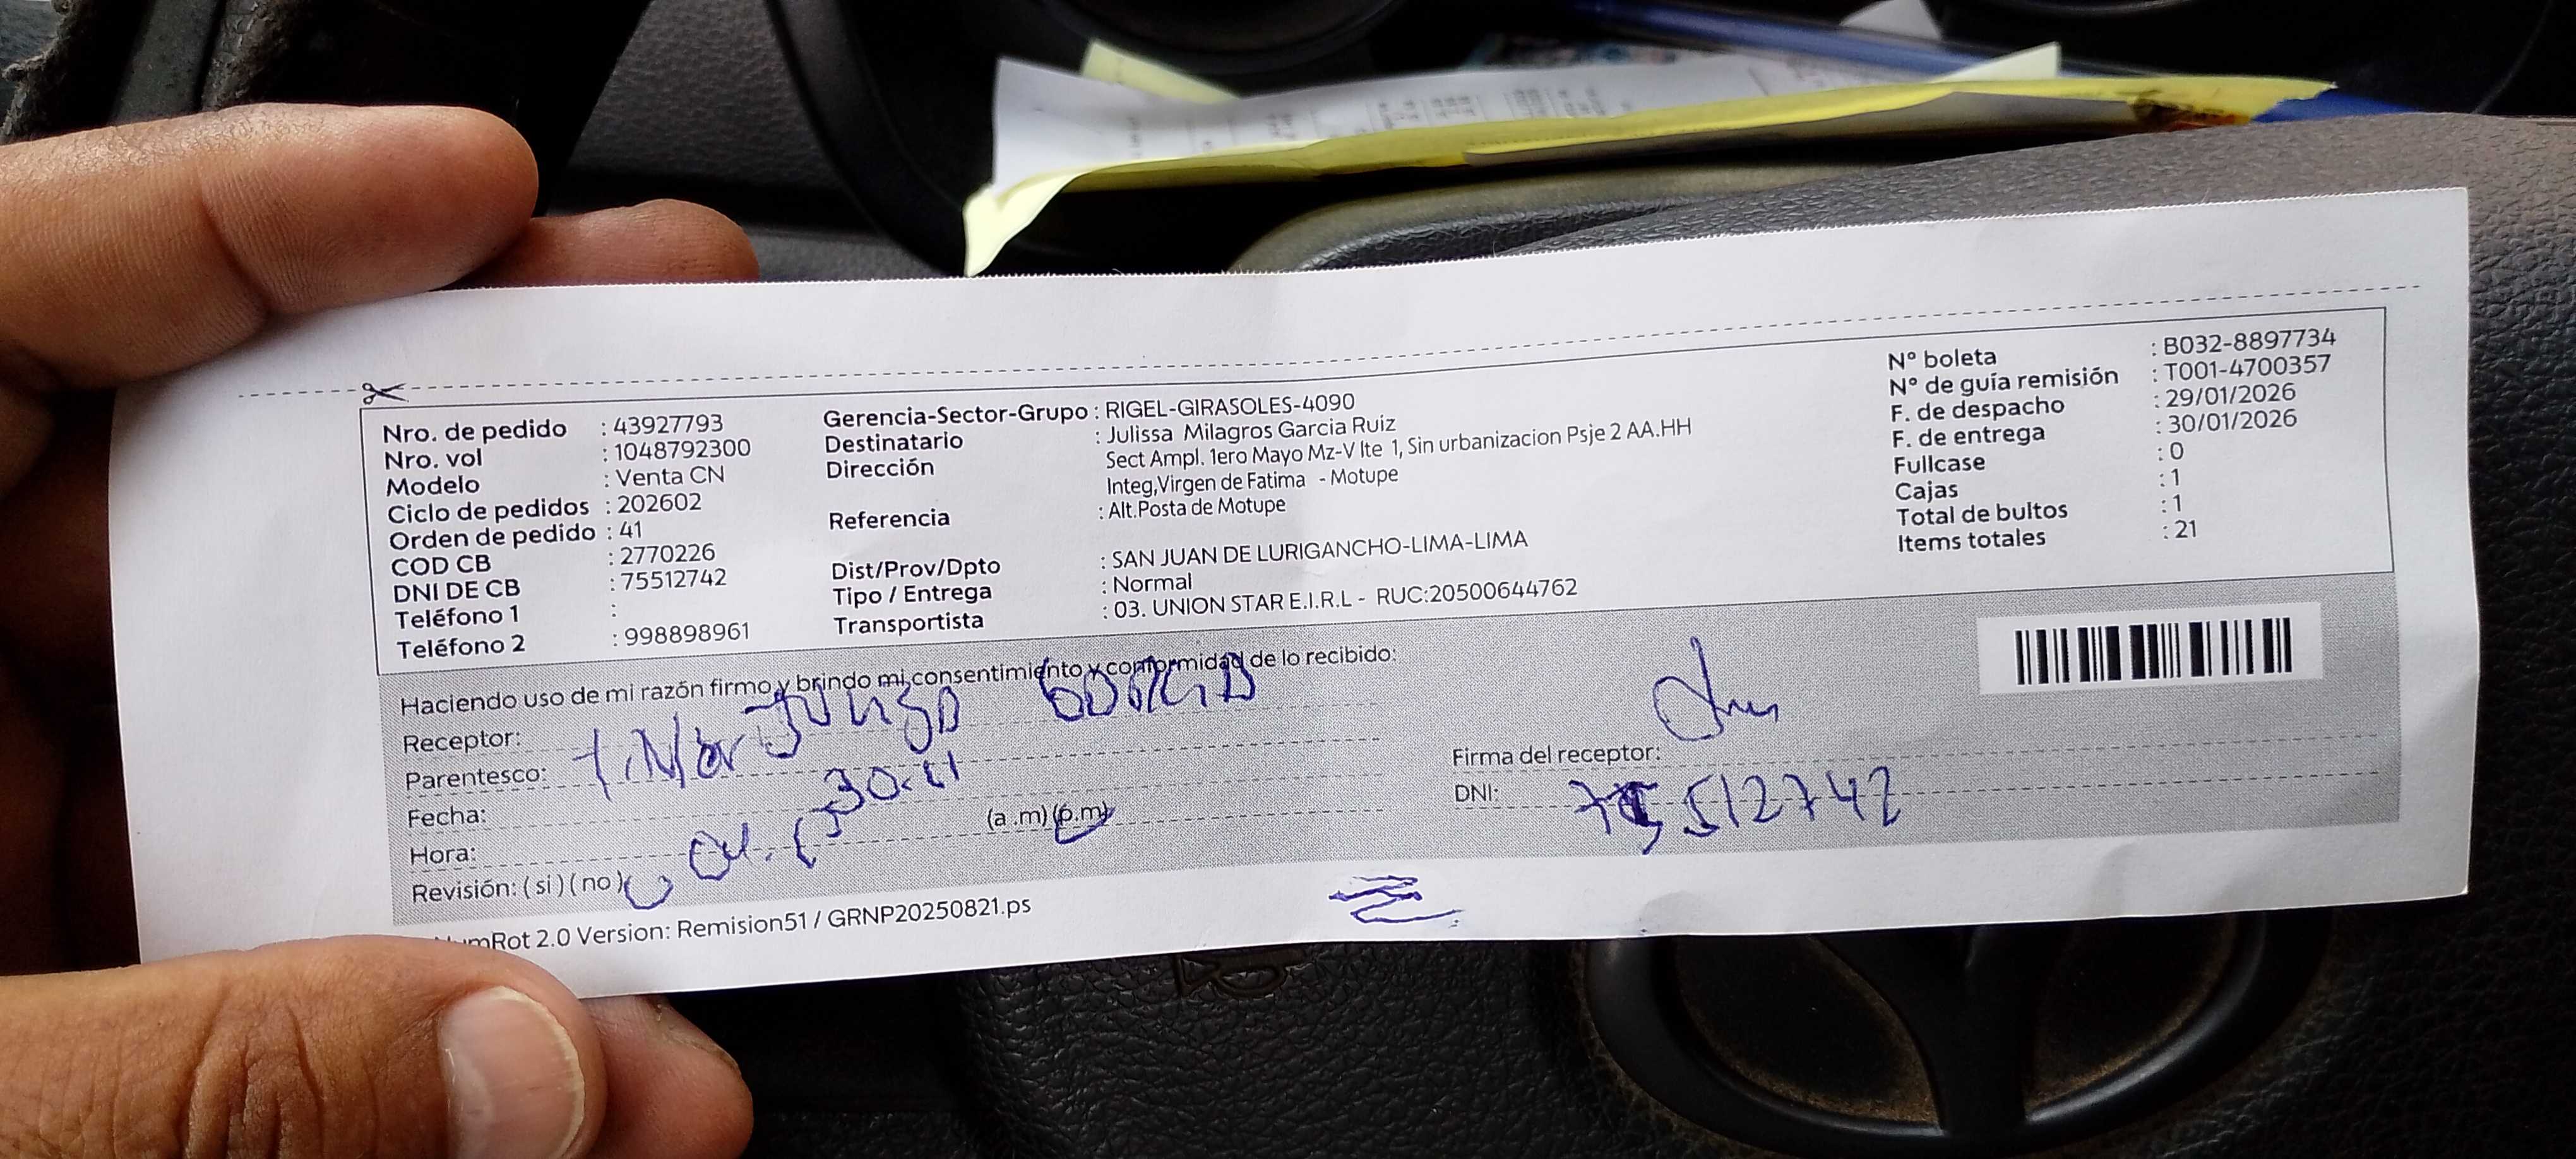 Nro. de pedido : 43927793
Nro. vol : 1048792300
Modelo : Venta CN
Ciclo de pedidos : 202602
Orden de pedido : 41
COD CB : 2770226
DNI DE CB : 75512742
Teléfono 1 :
Teléfono 2 : 998898961
Gerencia-Sector-Grupo : RIGEL-GIRASOLES-4090
Destinatario : Julissa Milagros Garcia Ruiz
Dirección Sect Ampl. 1ero Mayo Mz-V lte 1, Sin urbanizacion Psje 2 AA.HH
Integ,Virgen de Fatima - Motupe
Referencia : Alt.Posta de Motupe
Dist/Prov/Dpto : SAN JUAN DE LURIGANCHO-LIMA-LIMA
Tipo / Entrega : Normal
Transportista : 03. UNION STAR E.I.R.L - RUC:20500644762
N° boleta : B032-8897734
N° de guía remisión : T001-4700357
F. de despacho : 29/01/2026
F. de entrega : 30/01/2026
Fullcase : 0
Cajas : 1
Total de bultos : 1
Items totales : 21
Haciendo uso de mi razón firmo y brindo mi consentimiento y conformidad de lo recibido:
Receptor:
Parentesco:
Fecha:
Hora: (a .m) (p.m)
Revisión: ( si ) ( no )
Firma del receptor:
DNI: 75512742
mRot 2.0 Version: Remision51 / GRNP20250821.ps